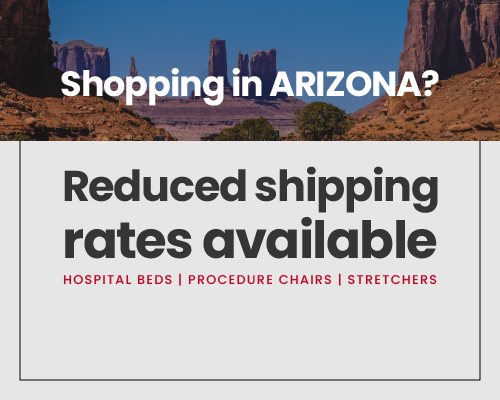 Shopping in ARIZONA?
Reduced shipping
rates available
HOSPITAL BEDS | PROCEDURE CHAIRS | STRETCHERS